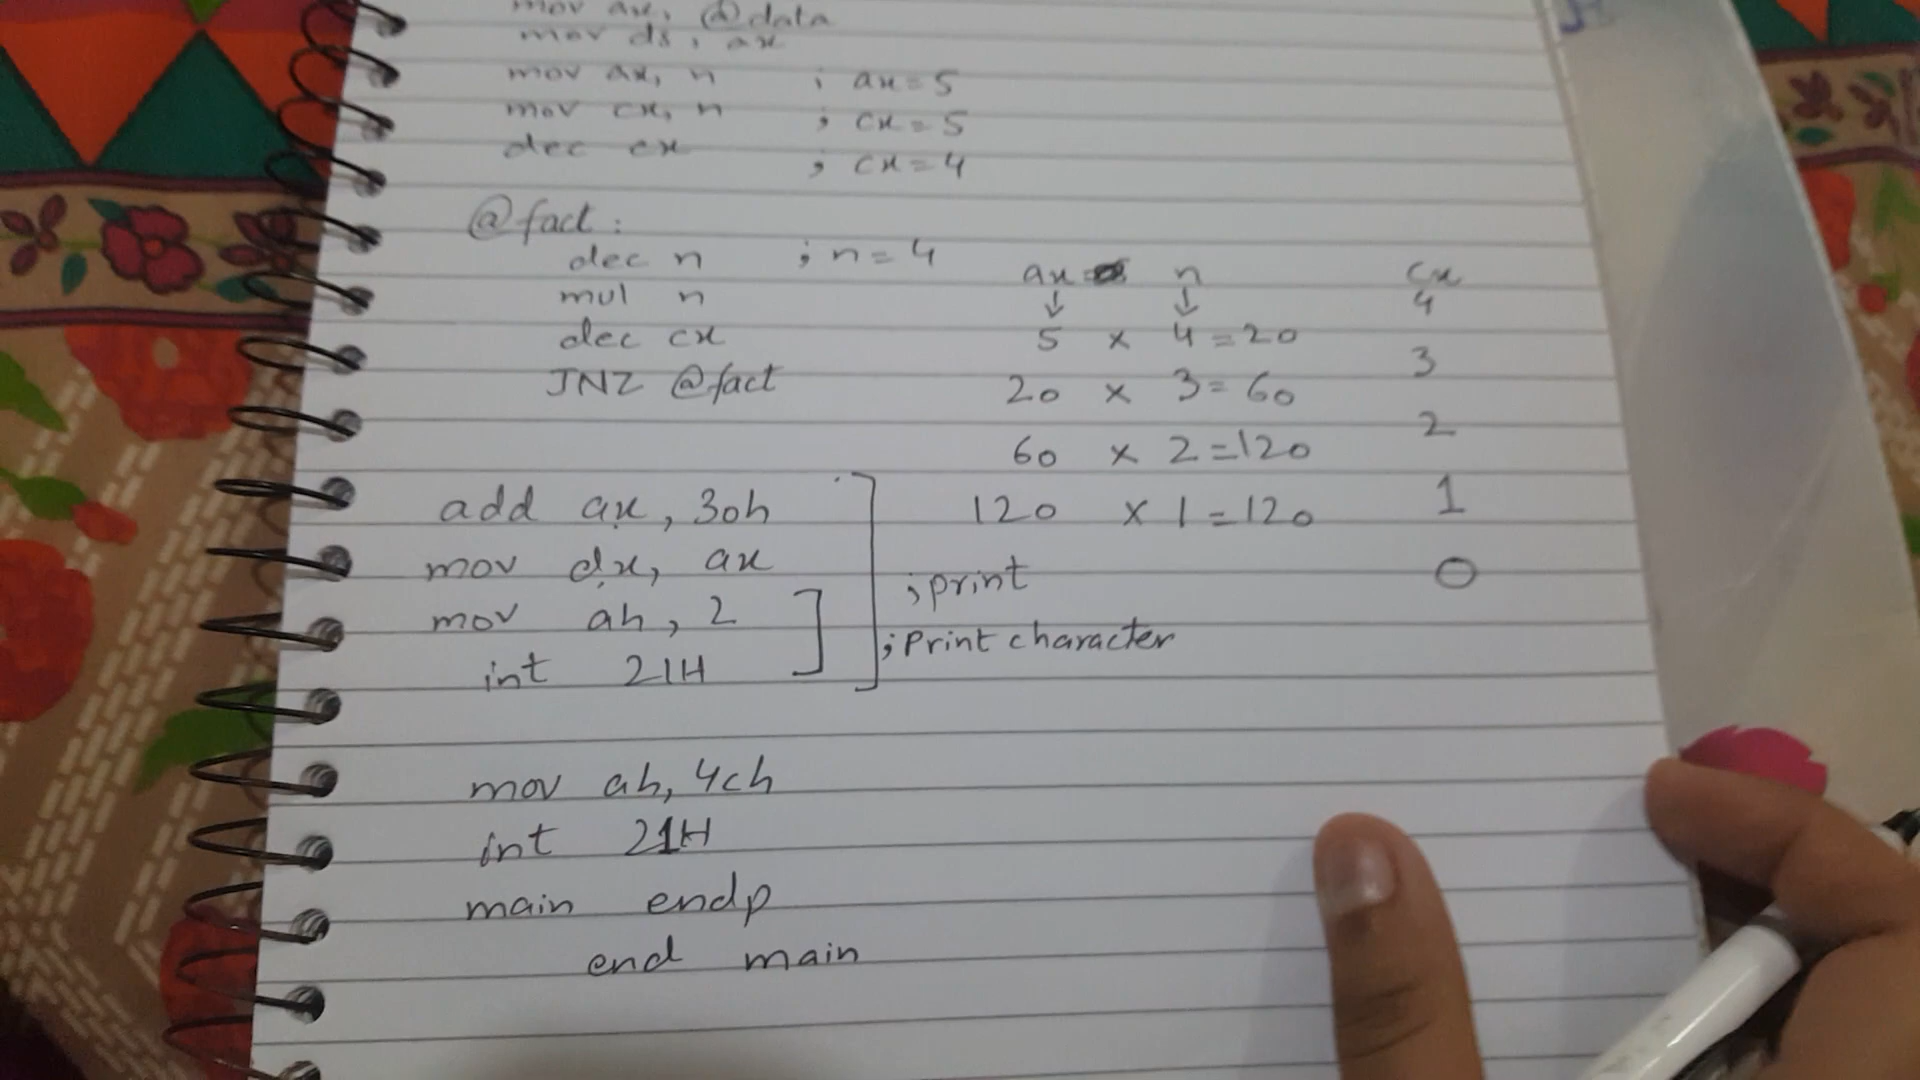 mov ax, @data
mov ds, ax
mov ax, n ; ax=5
mov cx, n ; cx=5
dec cx ; cx=4
@fact:
dec n ; n=4
mul n
dec cx
JNZ @fact
ax n cx
↓ ↓ 4
5 x 4=20
3
20 x 3=60
2
60 x 2=120
1
120 x 1=120
0
add ax, 30h
mov dx, ax
mov ah, 2
int 21H
;print
;Print character
mov ah, 4ch
int 21H
main endp
end main